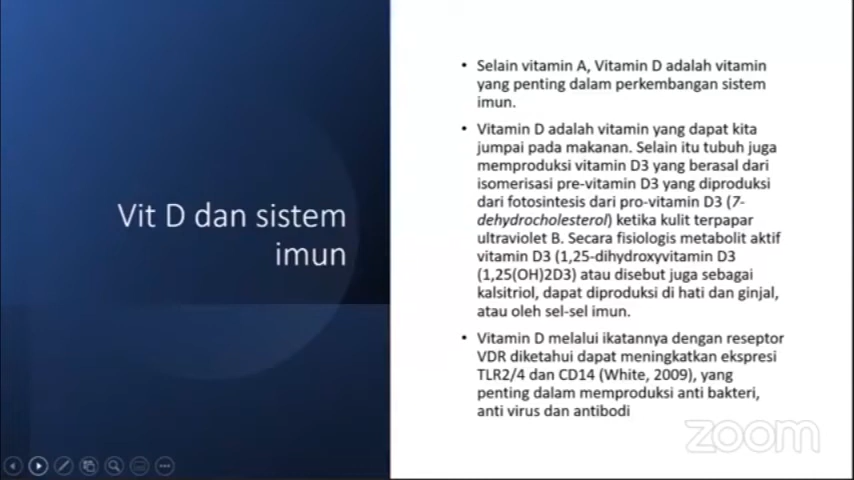 Vit D dan sistem
imun
• Selain vitamin A, Vitamin D adalah vitamin
yang penting dalam perkembangan sistem
imun.
• Vitamin D adalah vitamin yang dapat kita
jumpai pada makanan. Selain itu tubuh juga
memproduksi vitamin D3 yang berasal dari
isomerisasi pre-vitamin D3 yang diproduksi
dari fotosintesis dari pro-vitamin D3 (7-
dehydrocholesterol) ketika kulit terpapar
ultraviolet B. Secara fisiologis metabolit aktif
vitamin D3 (1,25-dihydroxyvitamin D3
(1,25(OH)2D3) atau disebut juga sebagai
kalsitriol, dapat diproduksi di hati dan ginjal,
atau oleh sel-sel imun.
• Vitamin D melalui ikatannya dengan reseptor
VDR diketahui dapat meningkatkan ekspresi
TLR2/4 dan CD14 (White, 2009), yang
penting dalam memproduksi anti bakteri,
anti virus dan antibodi
zoom